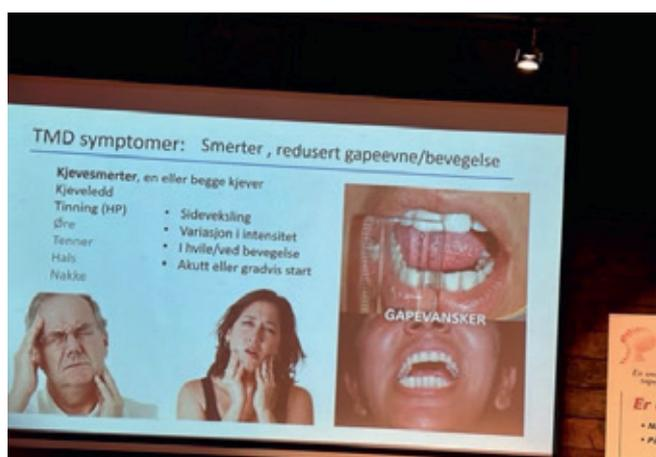 TMD symptomer: Smerter , redusert gapeevne/bevegelse
Kjevesmerter, en eller begge kjever
Kjeveledd
Tinning (HP)
Øre
Tenner
Hals
Nakke
• Sideveksling
• Variasjon i intensitet
• I hvile/ved bevegelse
• Akutt eller gradvis start
GAPEVANSKER
Er